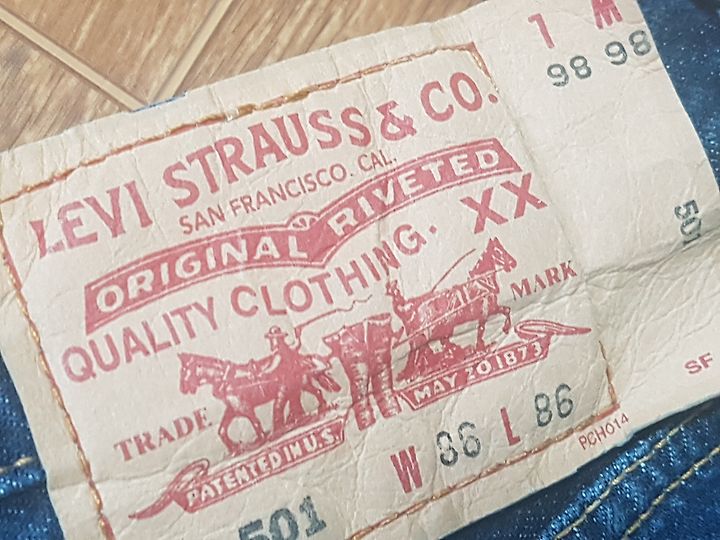 LEVI STRAUSS & CO.
SAN FRANCISCO. CAL.
ORIGINAL RIVETED
QUALITY CLOTHING. XX
TRADE MARK
PATENTED IN U.S. MAY 20 1873
501 W 86 L 86
PCH014
1 M
98 98
501
SF